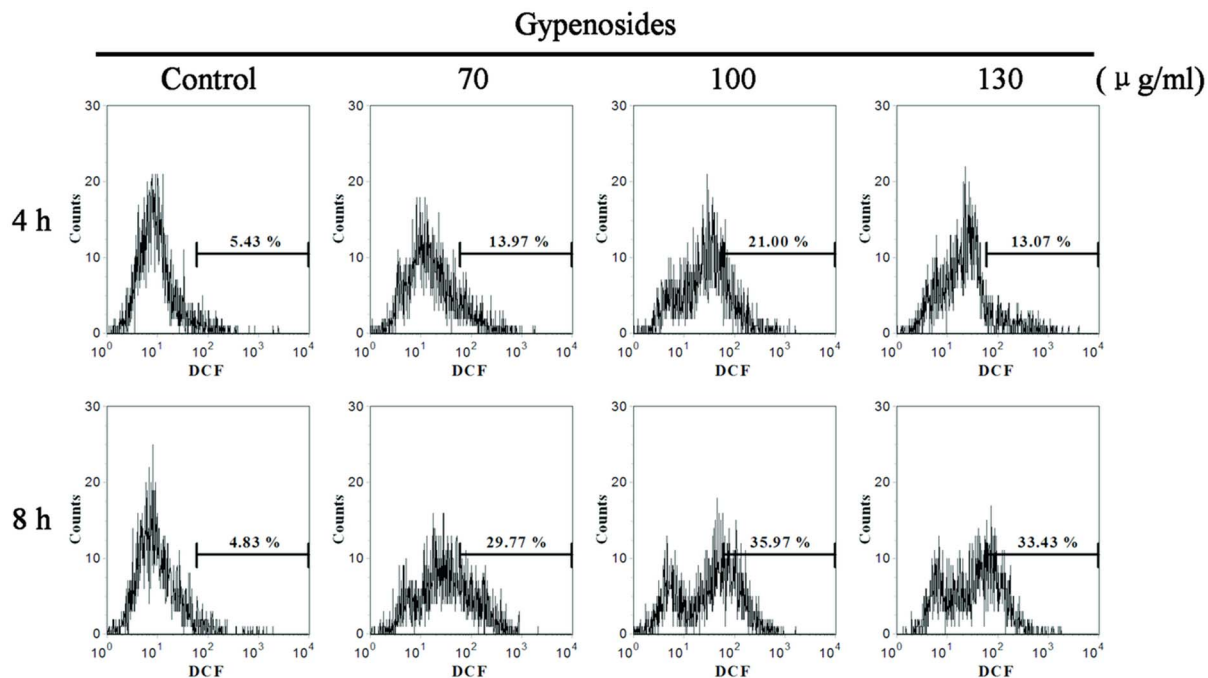 Gypenosides
Control 70 100 130 ( μg/ml)
4 h
30 30 30 30
20 20 20 20
10 10 10 10
0 0 0 0
Counts Counts Counts Counts
5.43 % 13.97 % 21.00 % 13.07 %
10⁰ 10¹ 10² 10³ 10⁴ 10⁰ 10¹ 10² 10³ 10⁴ 10⁰ 10¹ 10² 10³ 10⁴ 10⁰ 10¹ 10² 10³ 10⁴
DCF DCF DCF DCF
8 h
30 30 30 30
20 20 20 20
10 10 10 10
0 0 0 0
Counts Counts Counts Counts
4.83 % 29.77 % 35.97 % 33.43 %
10⁰ 10¹ 10² 10³ 10⁴ 10⁰ 10¹ 10² 10³ 10⁴ 10⁰ 10¹ 10² 10³ 10⁴ 10⁰ 10¹ 10² 10³ 10⁴
DCF DCF DCF DCF